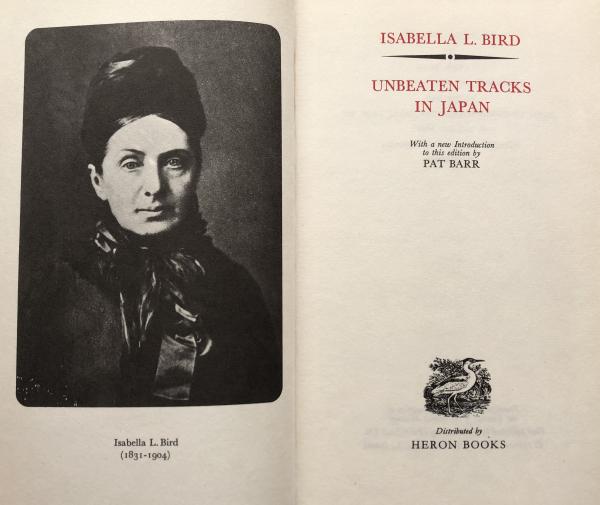 Isabella L. Bird
(1831-1904)
ISABELLA L. BIRD
UNBEATEN TRACKS
IN JAPAN
With a new Introduction
to this edition by
PAT BARR
Distributed by
HERON BOOKS